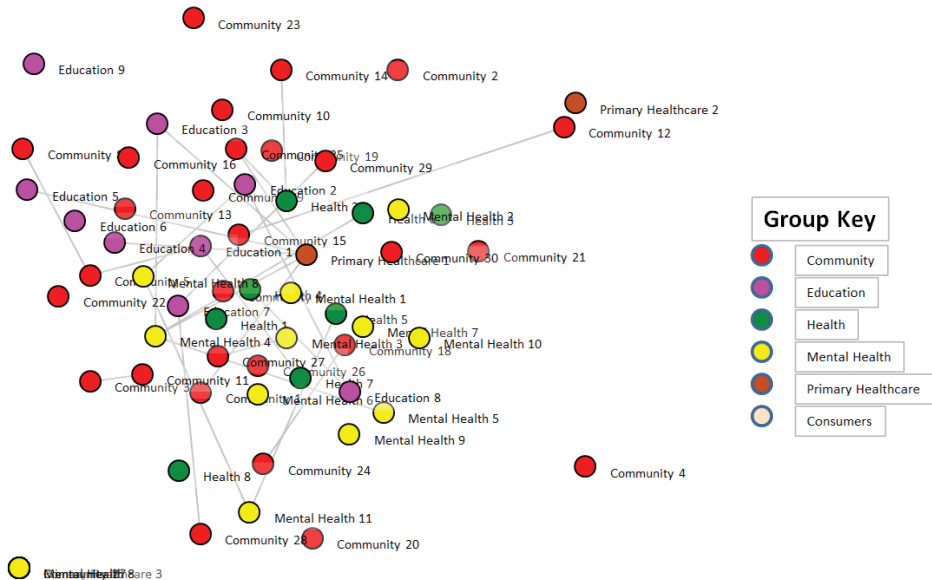 Community 23
Education 9
Community 14
Community 2
Community 10
Primary Healthcare 2
Education 3
Community 12
Community
Community 19
Community 16
Community 29
Education 2
Education 5
Community
Health
Mental Health 2
Community 13
Health 3
Education 6
Education 4
Community 15
Education 1
Primary Healthcare 1
Community 30
Community 21
Community 5
Mental Health 8
Community 22
Mental Health 1
Education 7
Health 1
Health 5
Mental Health 7
Mental Health 4
Mental Health 3
Mental Health 10
Community 18
Community 27
Community 26
Community 11
Community 3
Health 7
Community 1
Mental Health 6
Education 8
Mental Health 5
Mental Health 9
Community 24
Health 8
Community 4
Mental Health 11
Community 28
Community 20
Group Key
Community
Education
Health
Mental Health
Primary Healthcare
Consumers